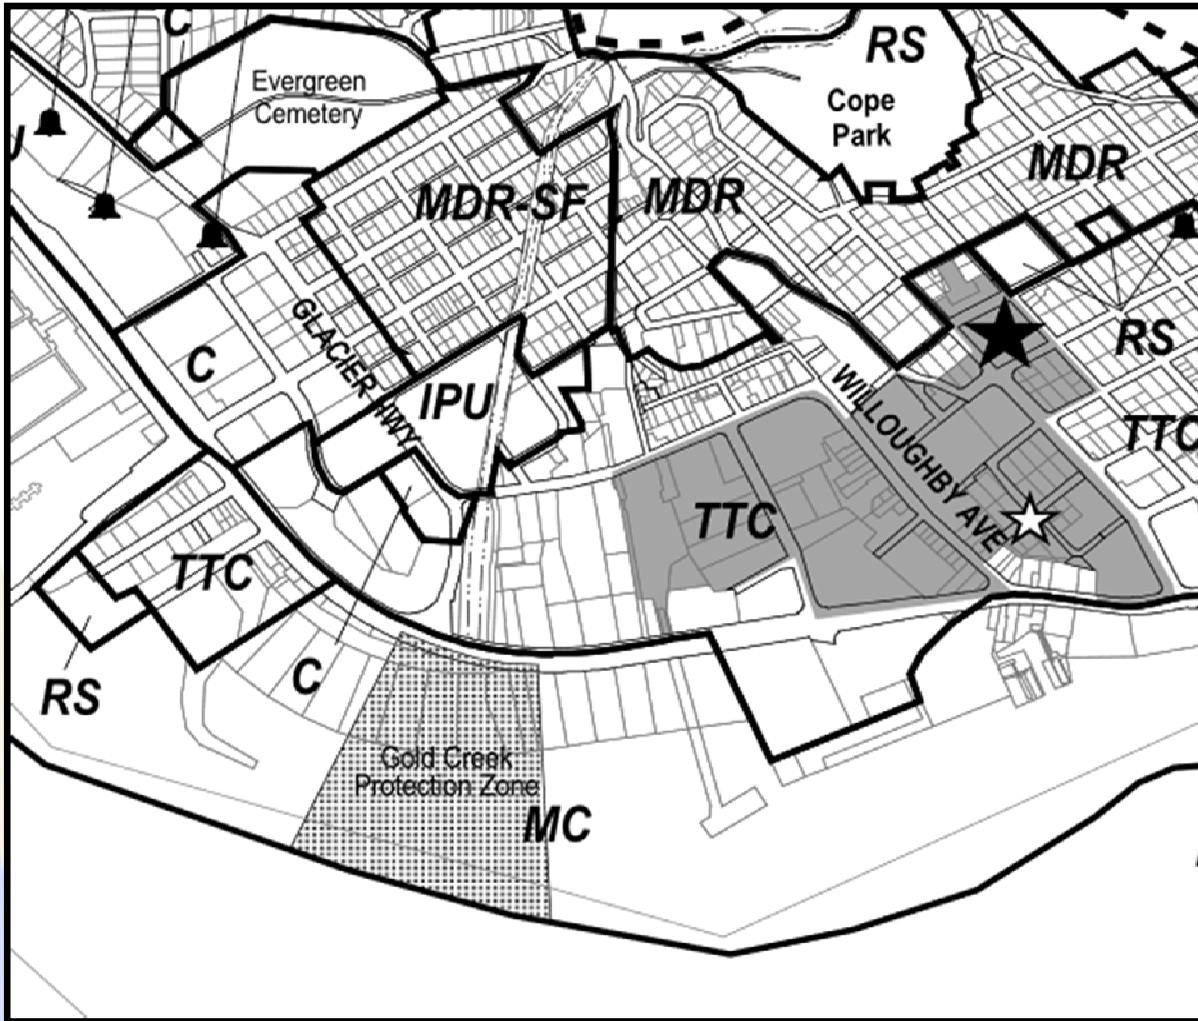 C
RS
Evergreen
Cemetery
Cope
Park
MDR
MDR-SF
MDR
GLACIER HWY
C
RS
IPU
WILLOUGHBY AVE
TTC
TTC
TTC
RS
C
Gold Creek
Protection Zone
MC